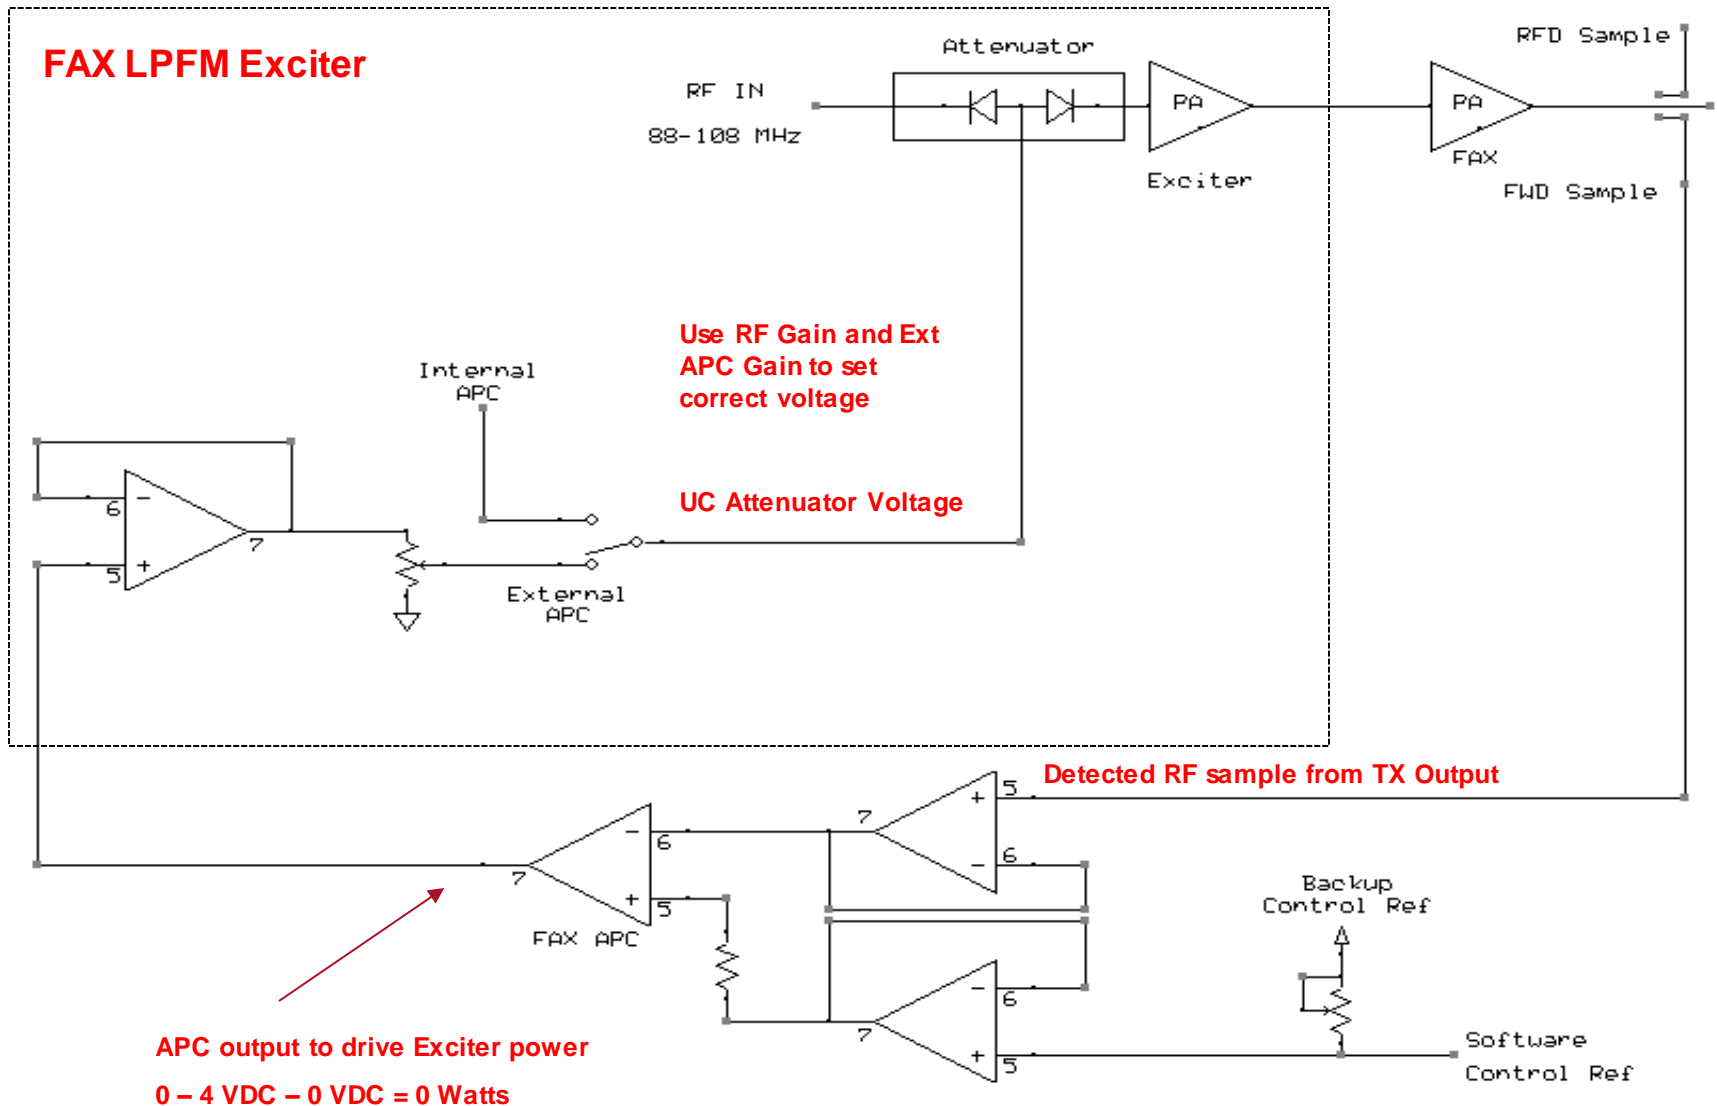 FAX LPFM Exciter
Attenuator
RFD Sample
RF IN
88-108 MHz
PA
Exciter
PA
FAX
FWD Sample
Use RF Gain and Ext
APC Gain to set
correct voltage
Internal
APC
UC Attenuator Voltage
6
-
7
5
+
External
APC
Detected RF sample from TX Output
+
5
7
-
6
-
6
7
+
5
FAX APC
Backup
Control Ref
-
6
7
+
5
Software
Control Ref
APC output to drive Exciter power
0 – 4 VDC – 0 VDC = 0 Watts